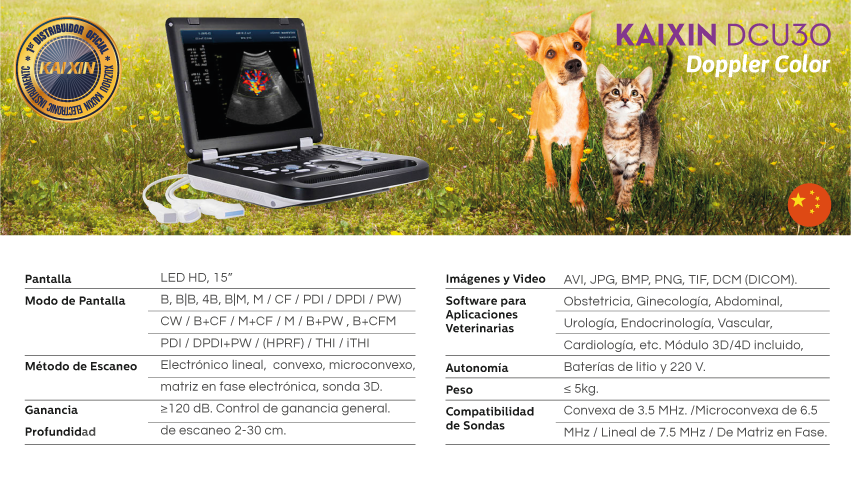 1er DISTRIBUIDOR OFICIAL
KAIXIN
XUZHOU KAIXIN ELECTRONIC INSTRUMENT
KAIXIN DCU30
Doppler Color
Pantalla LED HD, 15”
Modo de Pantalla B, B|B, 4B, B|M, M / CF / PDI / DPDI / PW)
CW / B+CF / M+CF / M / B+PW , B+CFM
PDI / DPDI+PW / (HPRF) / THI / iTHI
Método de Escaneo Electrónico lineal, convexo, microconvexo,
matriz en fase electrónica, sonda 3D.
Ganancia ≥120 dB. Control de ganancia general.
Profundidad de escaneo 2-30 cm.
Imágenes y Video AVI, JPG, BMP, PNG, TIF, DCM (DICOM).
Software para Aplicaciones Veterinarias
Obstetricia, Ginecología, Abdominal,
Urología, Endocrinología, Vascular,
Cardiología, etc. Módulo 3D/4D incluido,
Autonomía Baterías de litio y 220 V.
Peso ≤ 5kg.
Compatibilidad de Sondas
Convexa de 3.5 MHz. /Microconvexa de 6.5
MHz / Lineal de 7.5 MHz / De Matriz en Fase.